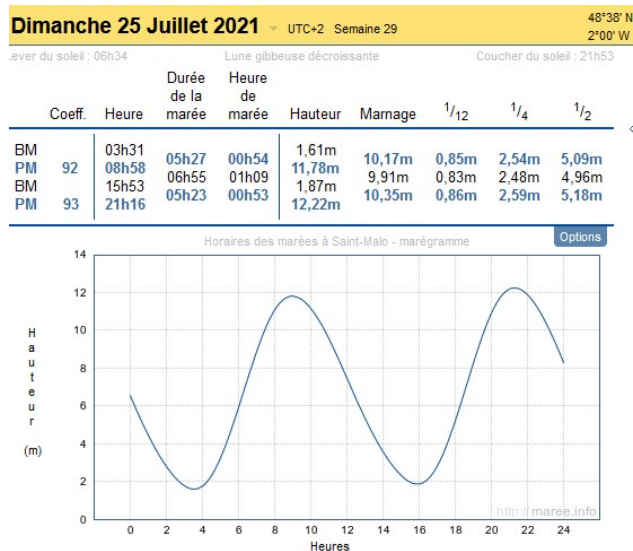 Dimanche 25 Juillet 2021 UTC+2 Semaine 29 48°38' N
2°00' W
Lever du soleil : 06h34 Lune gibbeuse décroissante Coucher du soleil : 21h53
Durée Heure
de la de
Coeff. Heure marée marée Hauteur Marnage 1/12 1/4 1/2
BM 03h31 1,61m
05h27 00h54 10,17m 0,85m 2,54m 5,09m
PM 92 08h58 11,78m
06h55 01h09 9,91m 0,83m 2,48m 4,96m
BM 15h53 1,87m
05h23 00h53 10,35m 0,86m 2,59m 5,18m
PM 93 21h16 12,22m
Options
Horaires des marées à Saint-Malo - marégramme
14
12
10
8
6
4
2
0
Hauteur
(m)
http://maree.info
0 2 4 6 8 10 12 14 16 18 20 22 24
Heures